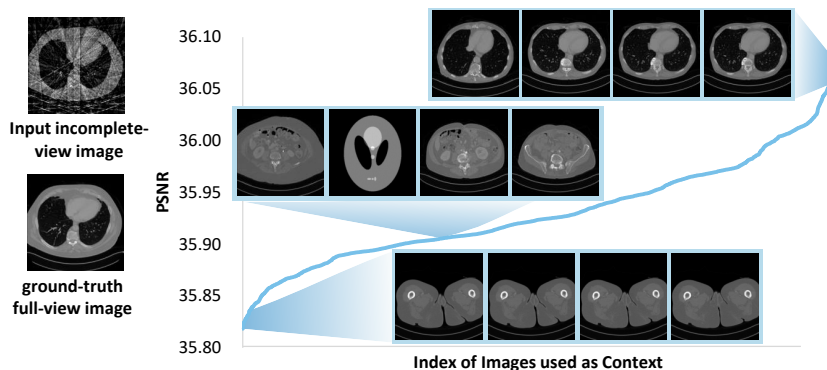 Input incomplete-
view image
ground-truth
full-view image
PSNR
36.10
36.05
36.00
35.95
35.90
35.85
35.80
Index of Images used as Context